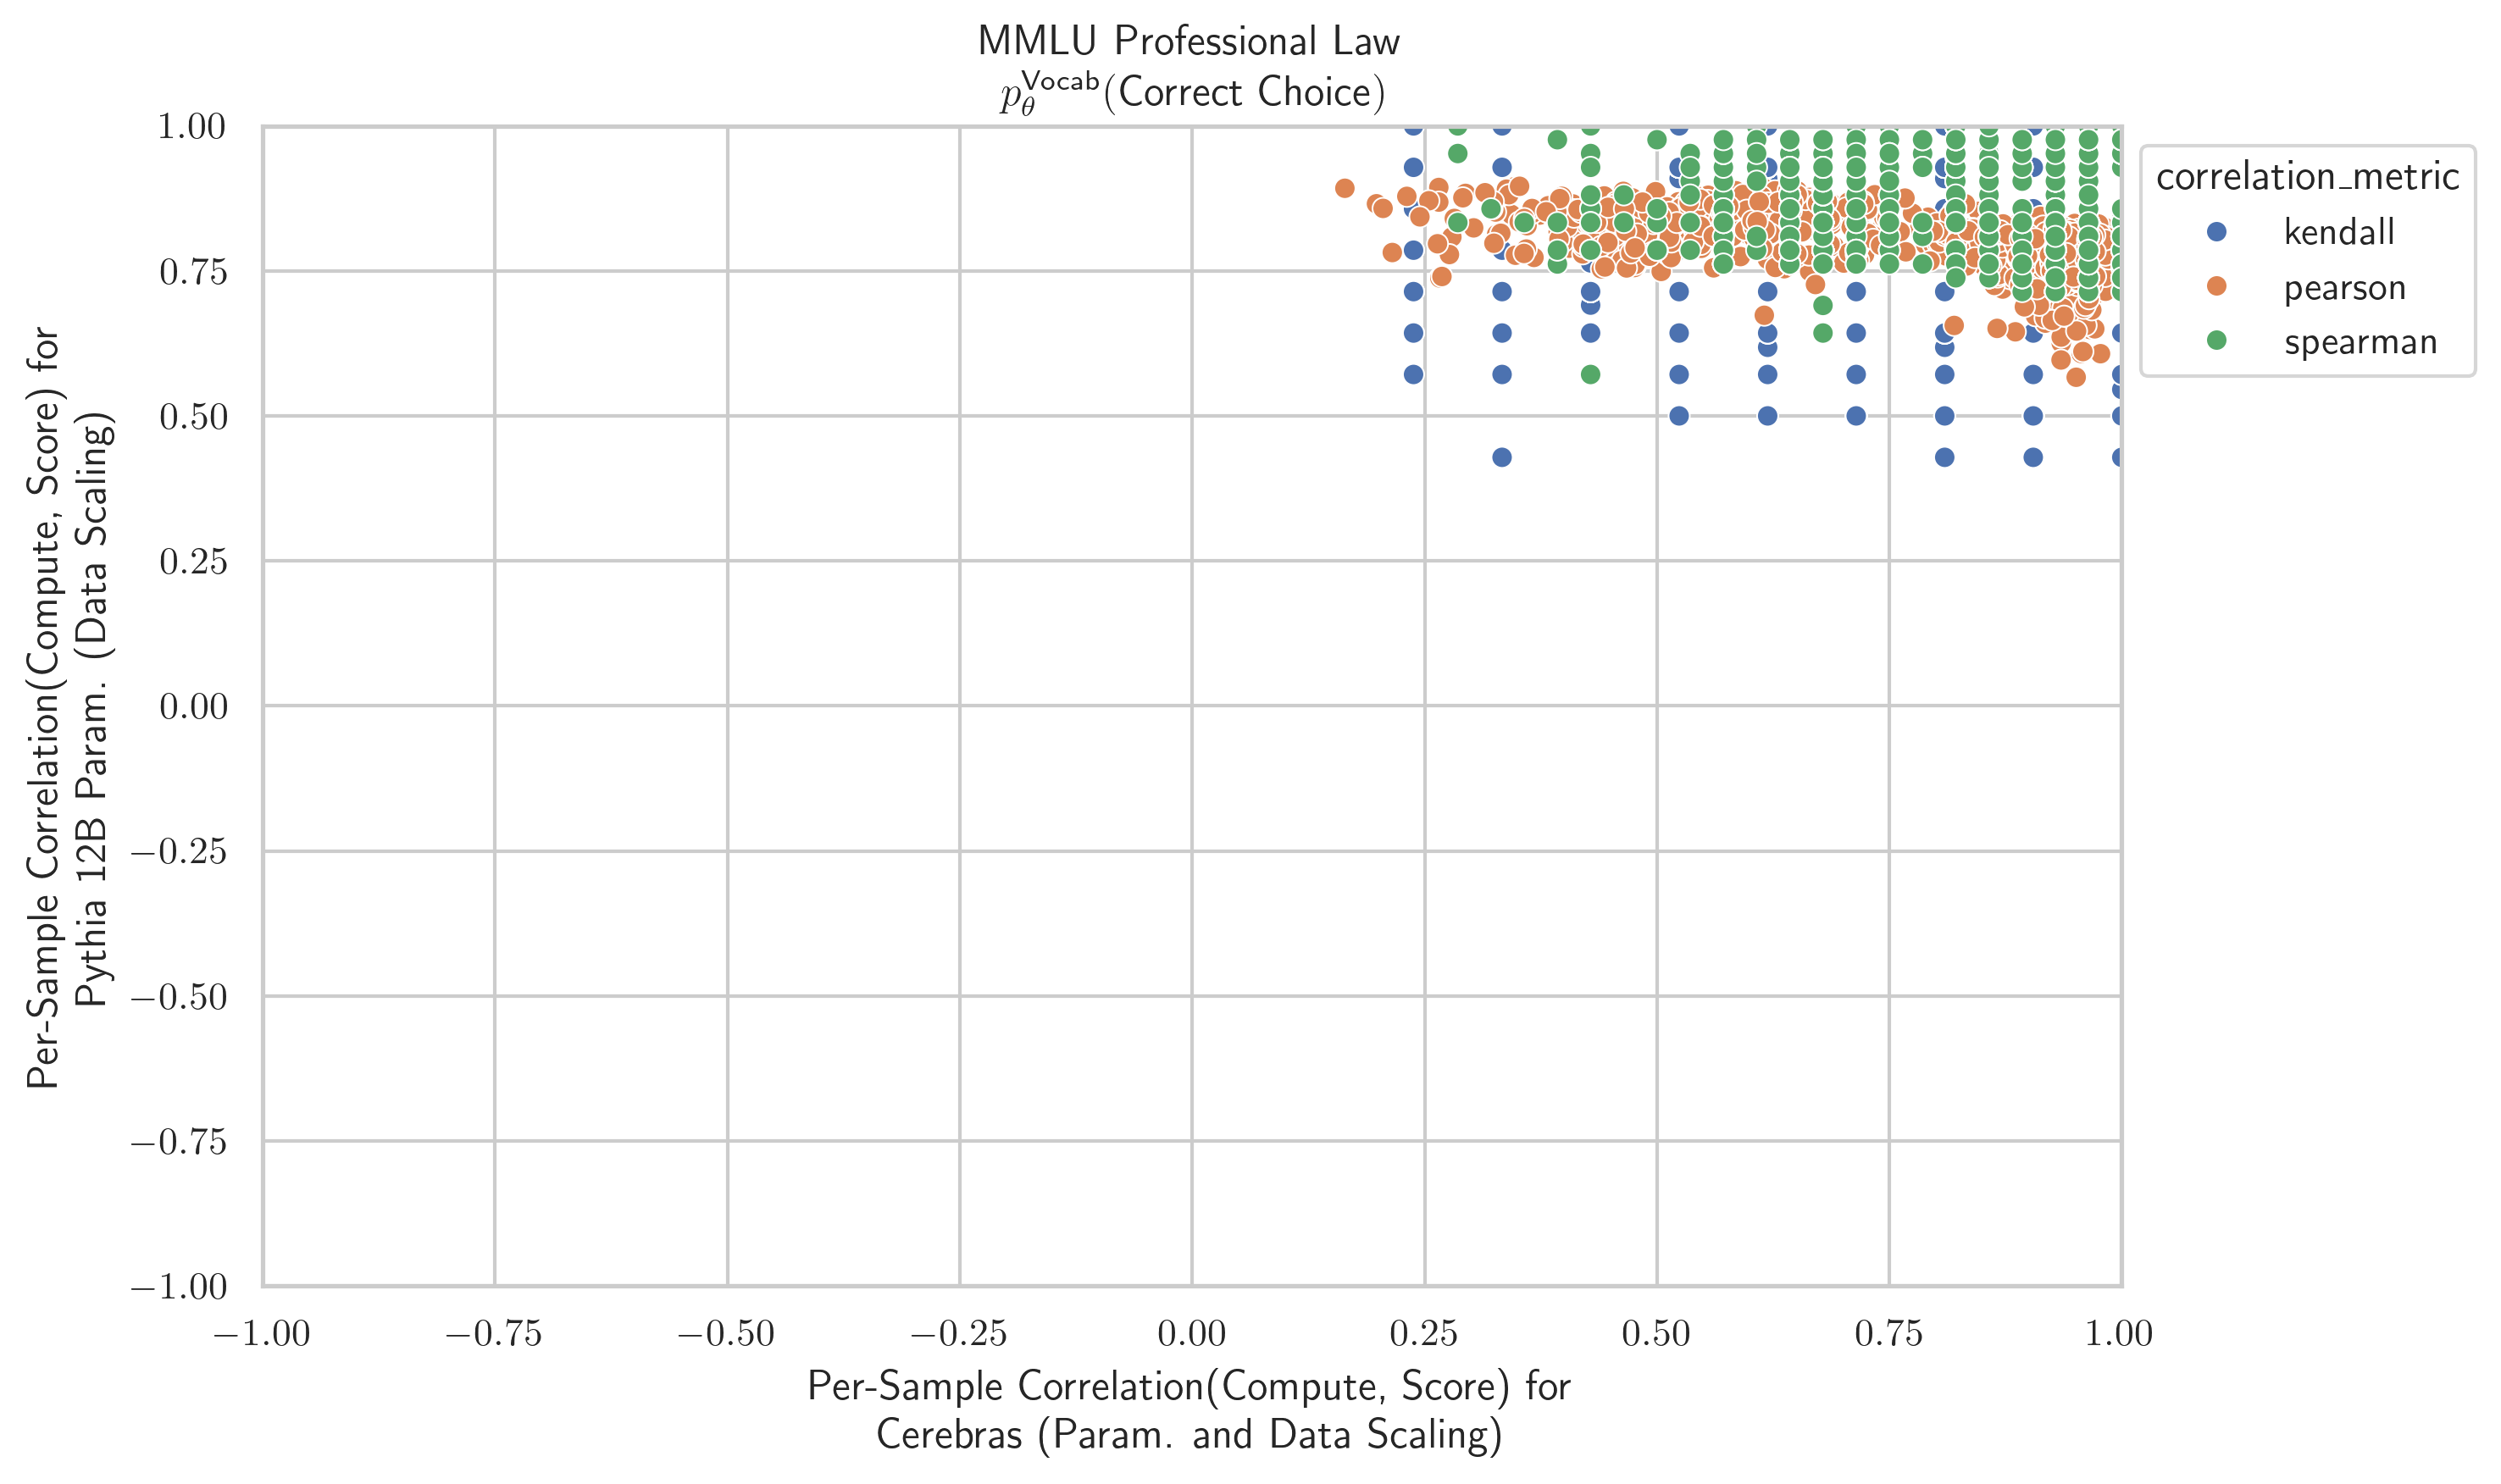 MMLU Professional Law
p_θ^Vocab(Correct Choice)
Per-Sample Correlation(Compute, Score) for
Pythia 12B Param. (Data Scaling)
1.00
0.75
0.50
0.25
0.00
−0.25
−0.50
−0.75
−1.00
−1.00 −0.75 −0.50 −0.25 0.00 0.25 0.50 0.75 1.00
Per-Sample Correlation(Compute, Score) for
Cerebras (Param. and Data Scaling)
correlation_metric
kendall
pearson
spearman